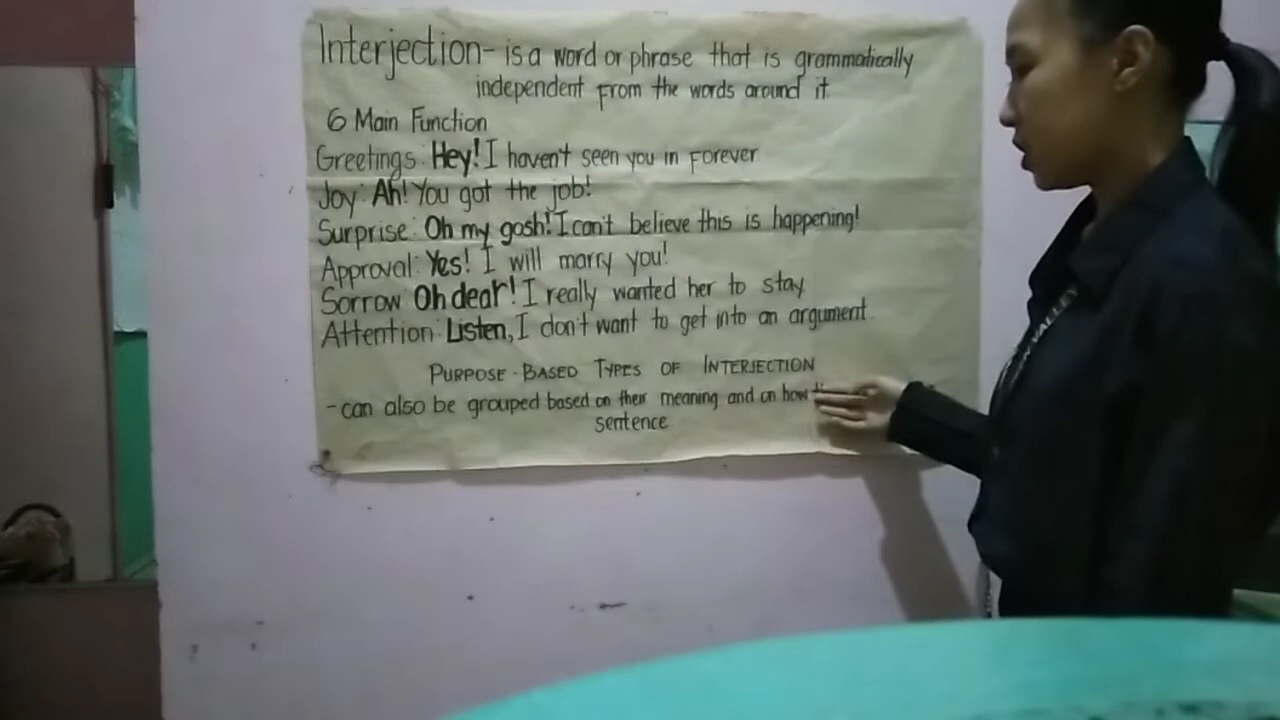 Interjection- is a word or phrase that is grammatically
independent from the words around it.
6 Main Function
Greetings: Hey! I haven't seen you in Forever.
Joy: Ah! You got the job!
Surprise: Oh my gosh! I can't believe this is happening!
Approval: Yes! I will marry you!
Sorrow Oh dear! I really wanted her to stay
Attention: Listen, I don't want to get into an argument.
PURPOSE-BASED TYPES OF INTERJECTION
- can also be grouped based on their meaning and on how
sentence
VALLEY